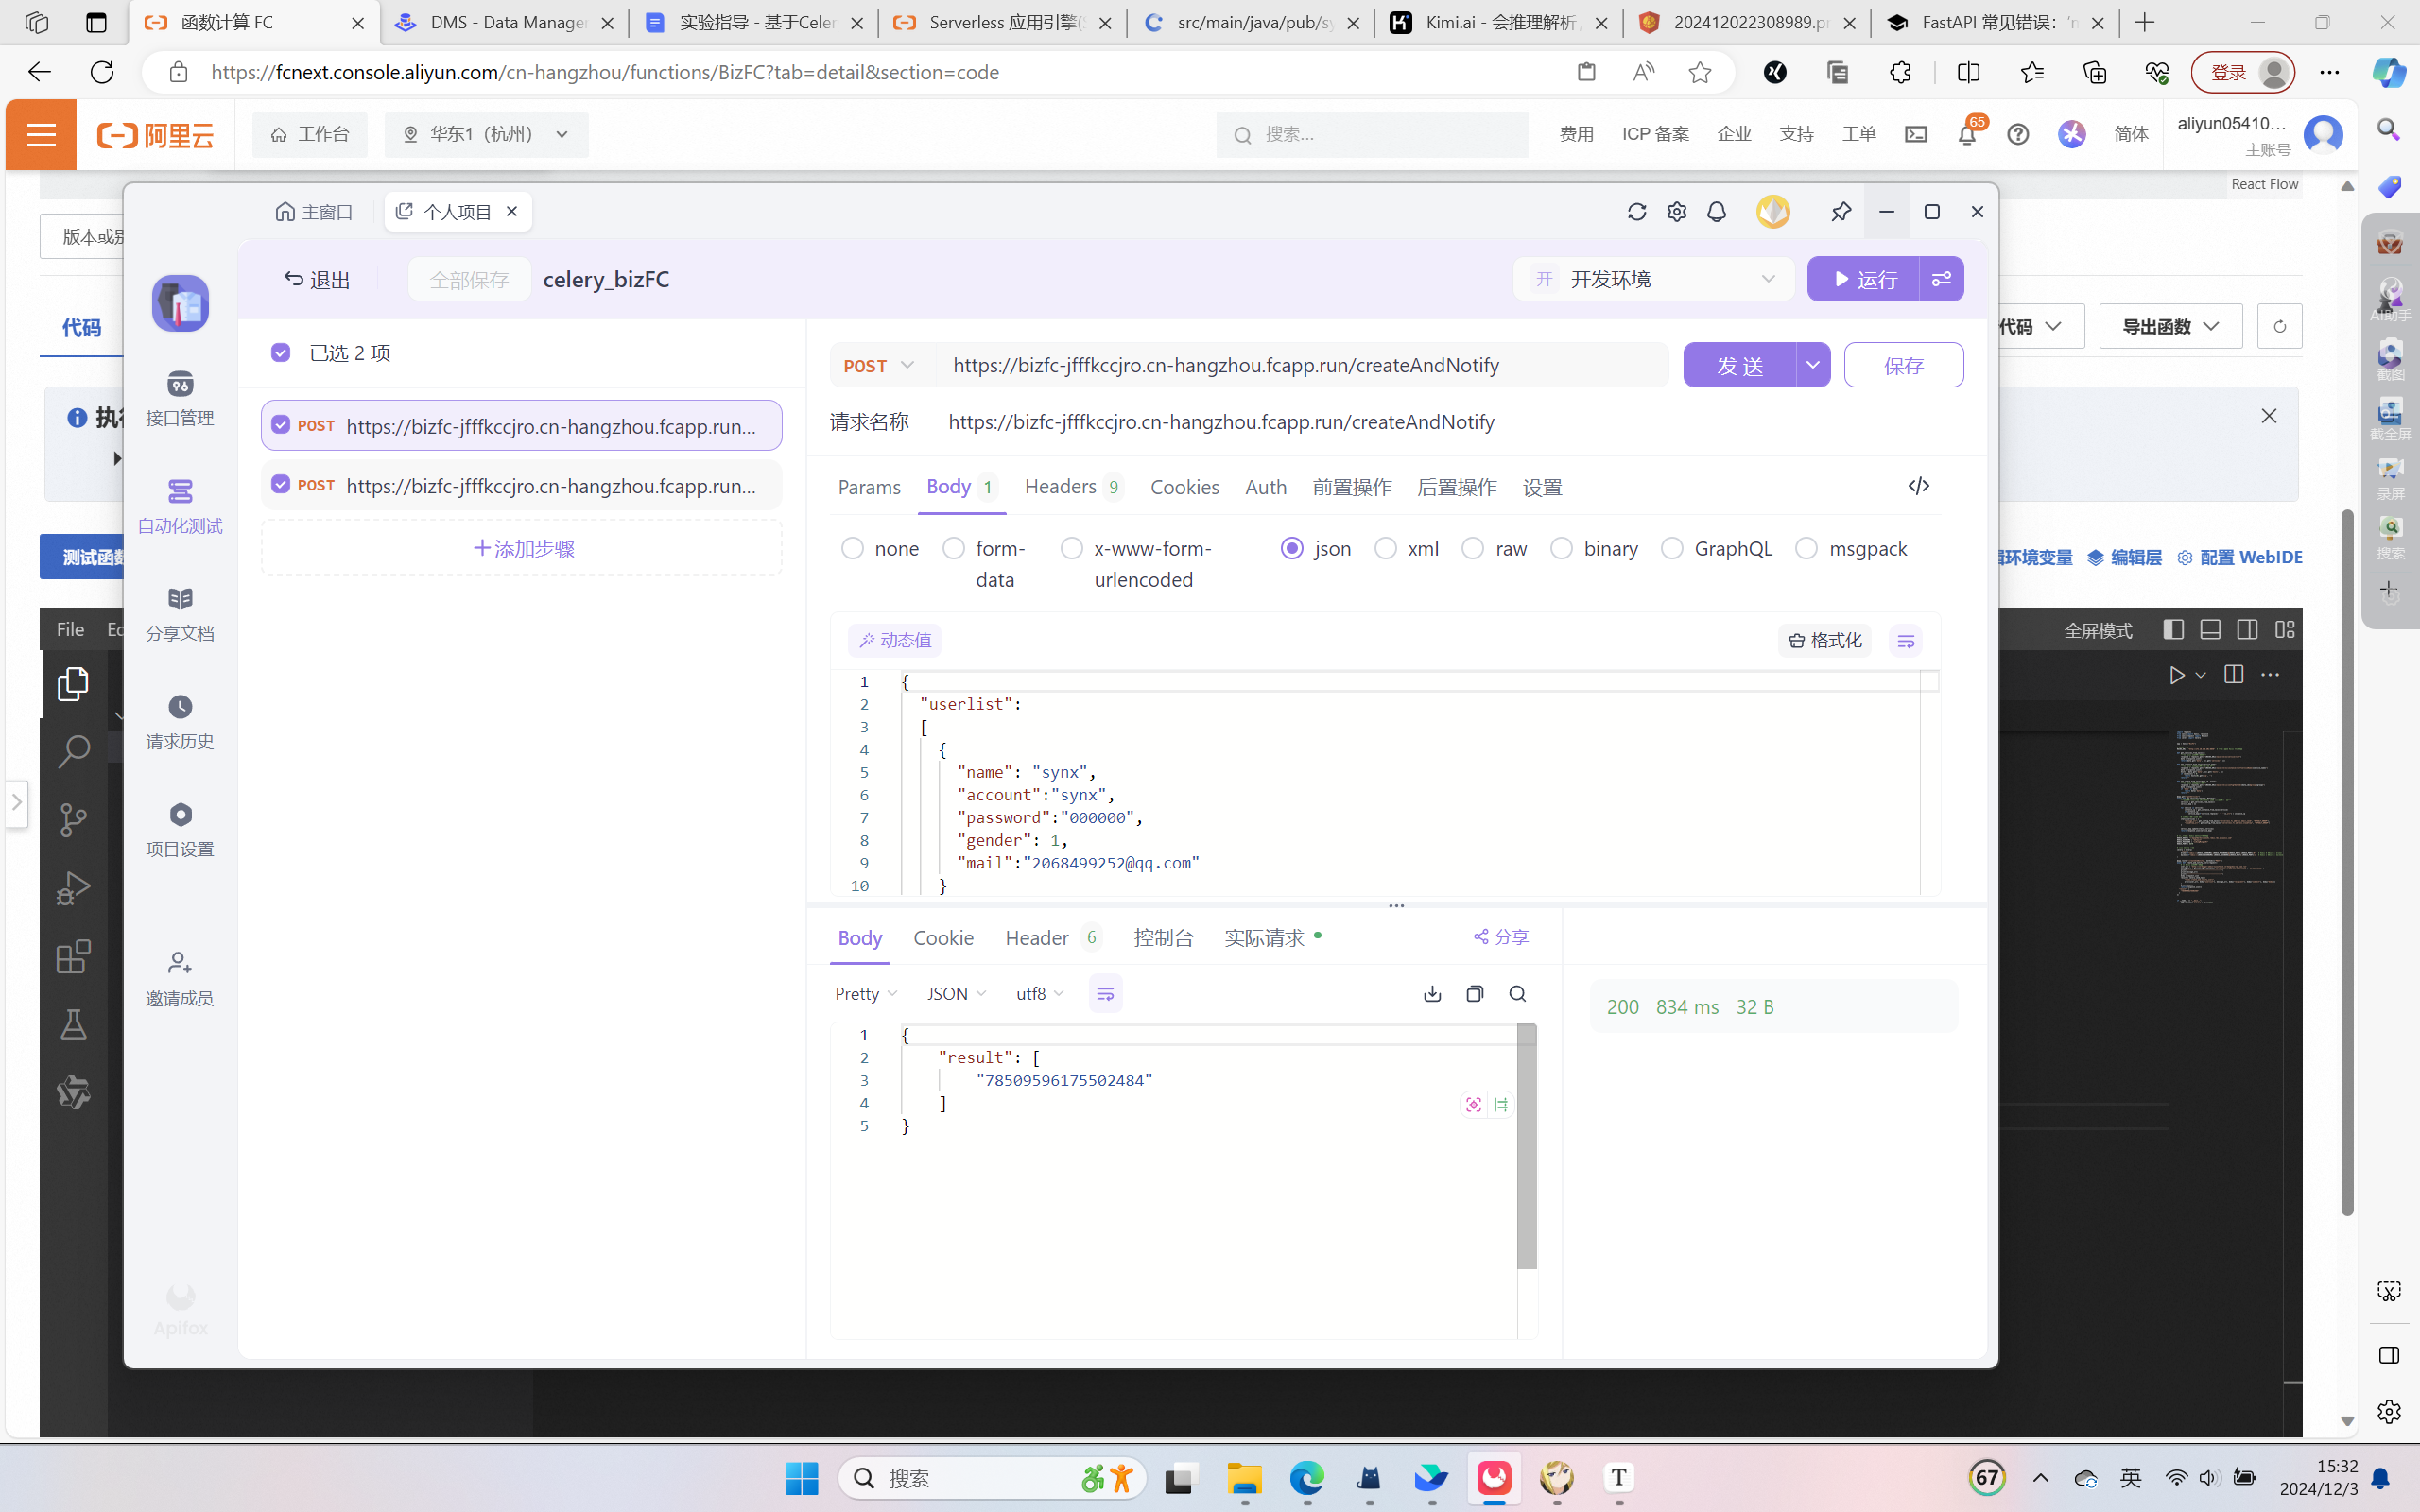 函数计算 FC
DMS - Data Manager
实验指导 - 基于Celer
Serverless 应用引擎(S
src/main/java/pub/sy
Kimi.ai - 会推理解析,
202412022308989.pn
FastAPI 常见错误：'n
https://fcnext.console.aliyun.com/cn-hangzhou/functions/BizFC?tab=detail&section=code
登录
阿里云
工作台
华东1（杭州）
搜索...
费用
ICP 备案
企业
支持
工单
65
简体
aliyun05410...
主账号
React Flow
主窗口
个人项目
版本或别
退出
全部保存
celery_bizFC
开 开发环境
运行
代码
代码
导出函数
已选 2 项
POST https://bizfc-jfffkccjro.cn-hangzhou.fcapp.run/createAndNotify
发 送
保存
AI助手
截图
接口管理
执行
POST https://bizfc-jfffkccjro.cn-hangzhou.fcapp.run...
请求名称 https://bizfc-jfffkccjro.cn-hangzhou.fcapp.run/createAndNotify
截全屏
POST https://bizfc-jfffkccjro.cn-hangzhou.fcapp.run...
Params
Body 1
Headers 9
Cookies
Auth
前置操作
后置操作
设置
录屏
自动化测试
添加步骤
none
form-data
x-www-form-urlencoded
json
xml
raw
binary
GraphQL
msgpack
测试函数
环境变量
编辑层
配置 WebIDE
搜索
File
Ed
分享文档
动态值
格式化
全屏模式
1 {
2 "userlist":
3 [
4 {
5 "name": "synx",
6 "account":"synx",
7 "password":"000000",
8 "gender": 1,
9 "mail":"2068499252@qq.com"
10 }
请求历史
项目设置
邀请成员
Body
Cookie
Header 6
控制台
实际请求
分享
Pretty
JSON
utf8
200 834 ms 32 B
1 {
2 "result": [
3 "78509596175502484"
4 ]
5 }
Apifox
搜索
T
67
英
15:32
2024/12/3